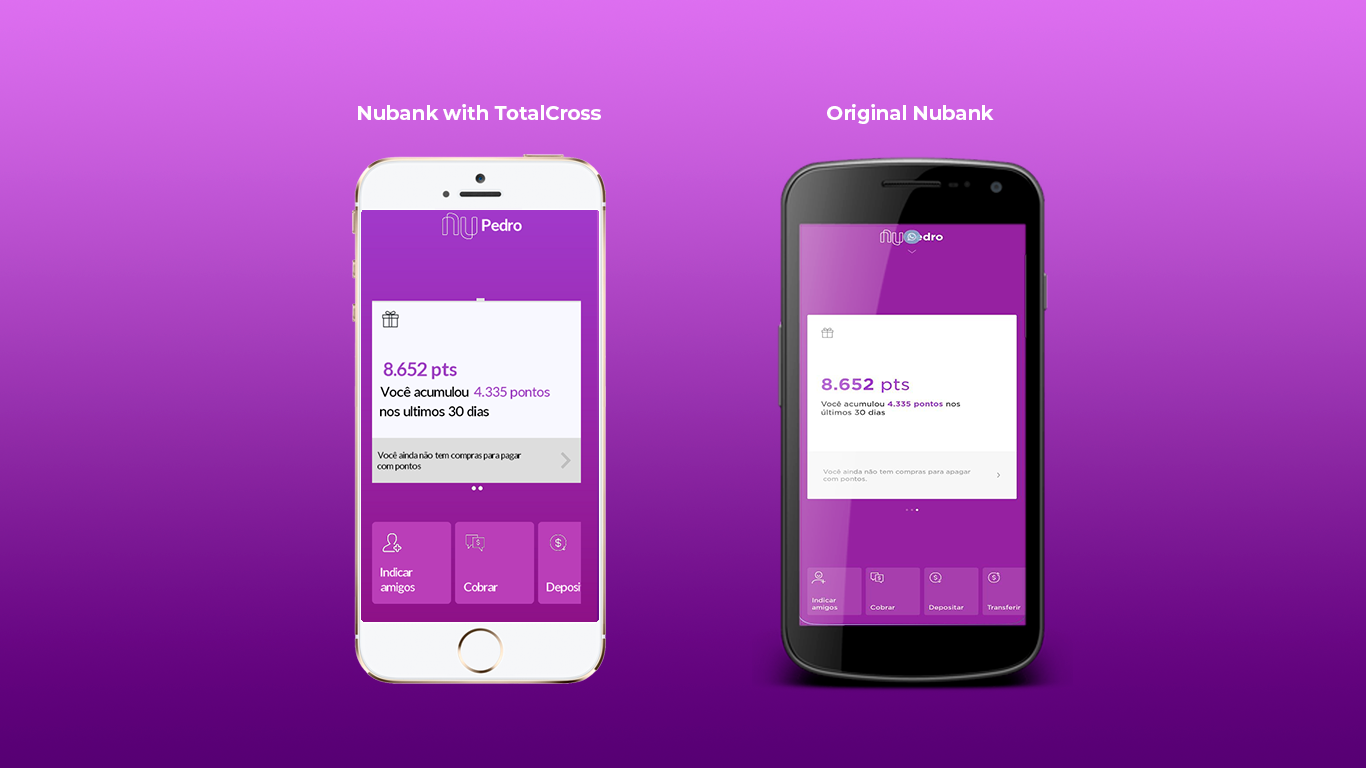 Nubank with TotalCross
Original Nubank
nu Pedro
8.652 pts
Você acumulou 4.335 pontos
nos ultimos 30 dias
Você ainda não tem compras para pagar
com pontos
Indicar
amigos
Cobrar
Deposi
nu edro
8.652 pts
Você acumulou 4.335 pontos nos
últimos 30 dias
Você ainda não tem compras para apagar
com pontos.
Indicar
amigos
Cobrar
Depositar
Transferir